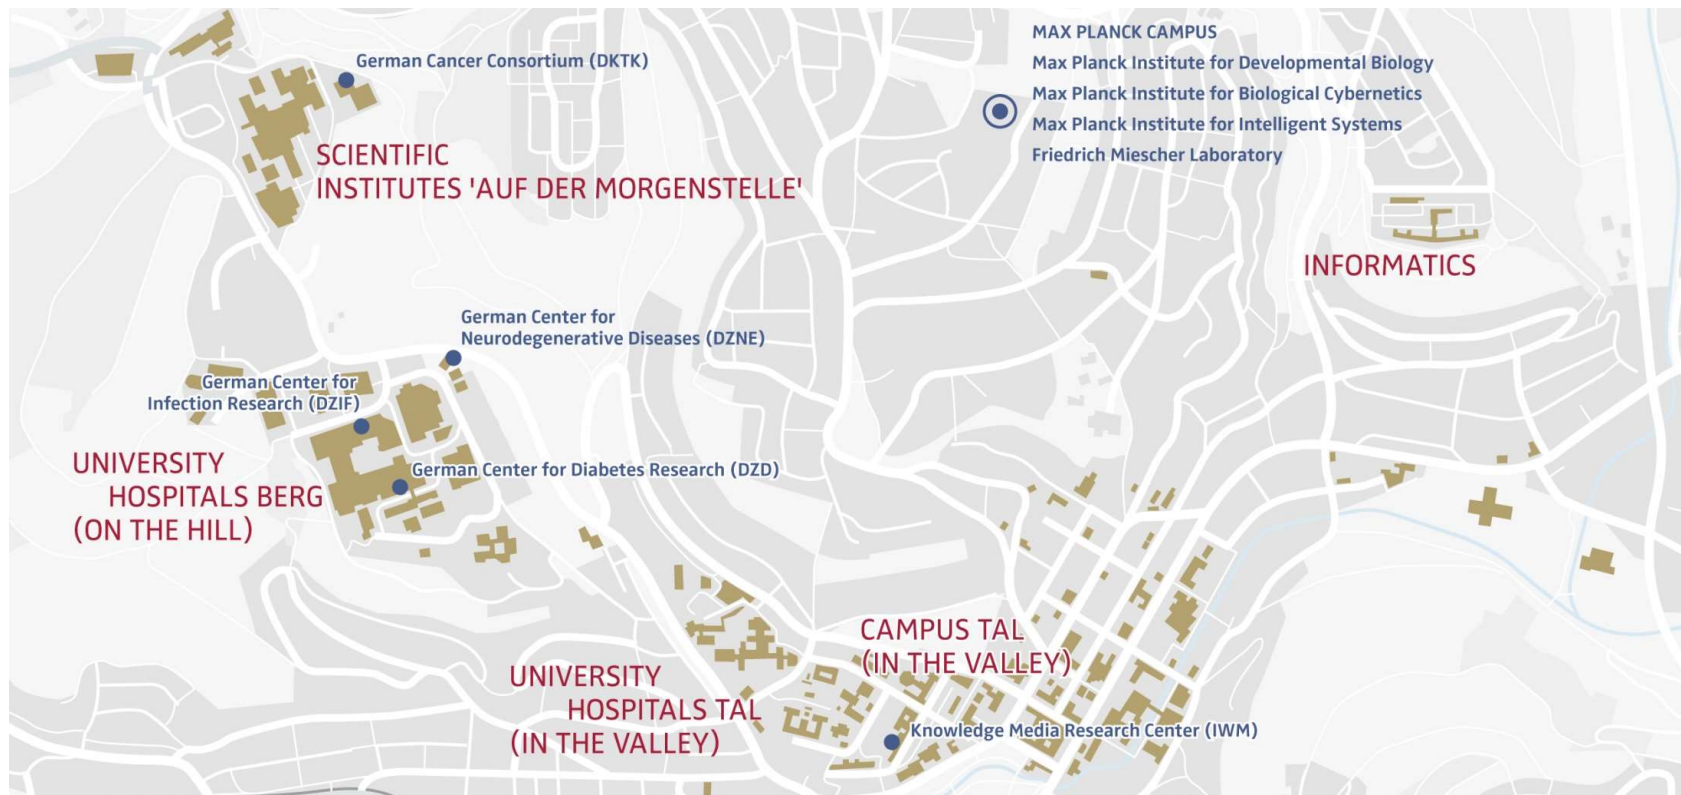 German Cancer Consortium (DKTK)
SCIENTIFIC
INSTITUTES 'AUF DER MORGENSTELLE'
MAX PLANCK CAMPUS
Max Planck Institute for Developmental Biology
Max Planck Institute for Biological Cybernetics
Max Planck Institute for Intelligent Systems
Friedrich Miescher Laboratory
INFORMATICS
German Center for
Neurodegenerative Diseases (DZNE)
German Center for
Infection Research (DZIF)
UNIVERSITY
HOSPITALS BERG
(ON THE HILL)
German Center for Diabetes Research (DZD)
CAMPUS TAL
(IN THE VALLEY)
UNIVERSITY
HOSPITALS TAL
(IN THE VALLEY)
Knowledge Media Research Center (IWM)